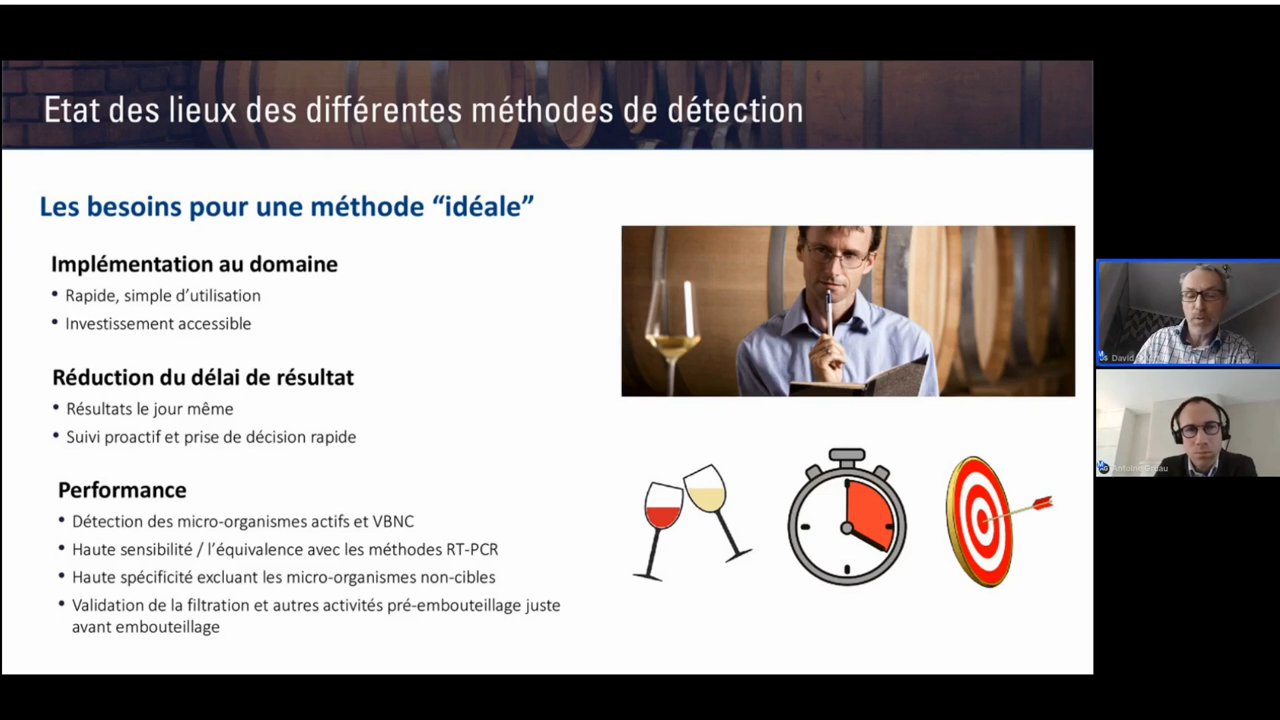 Etat des lieux des différentes méthodes de détection
Les besoins pour une méthode “idéale”
Implémentation au domaine
• Rapide, simple d’utilisation
• Investissement accessible
Réduction du délai de résultat
• Résultats le jour même
• Suivi proactif et prise de décision rapide
Performance
• Détection des micro-organismes actifs et VBNC
• Haute sensibilité / l’équivalence avec les méthodes RT-PCR
• Haute spécificité excluant les micro-organismes non-cibles
• Validation de la filtration et autres activités pré-embouteillage juste
avant embouteillage
David
Antoine